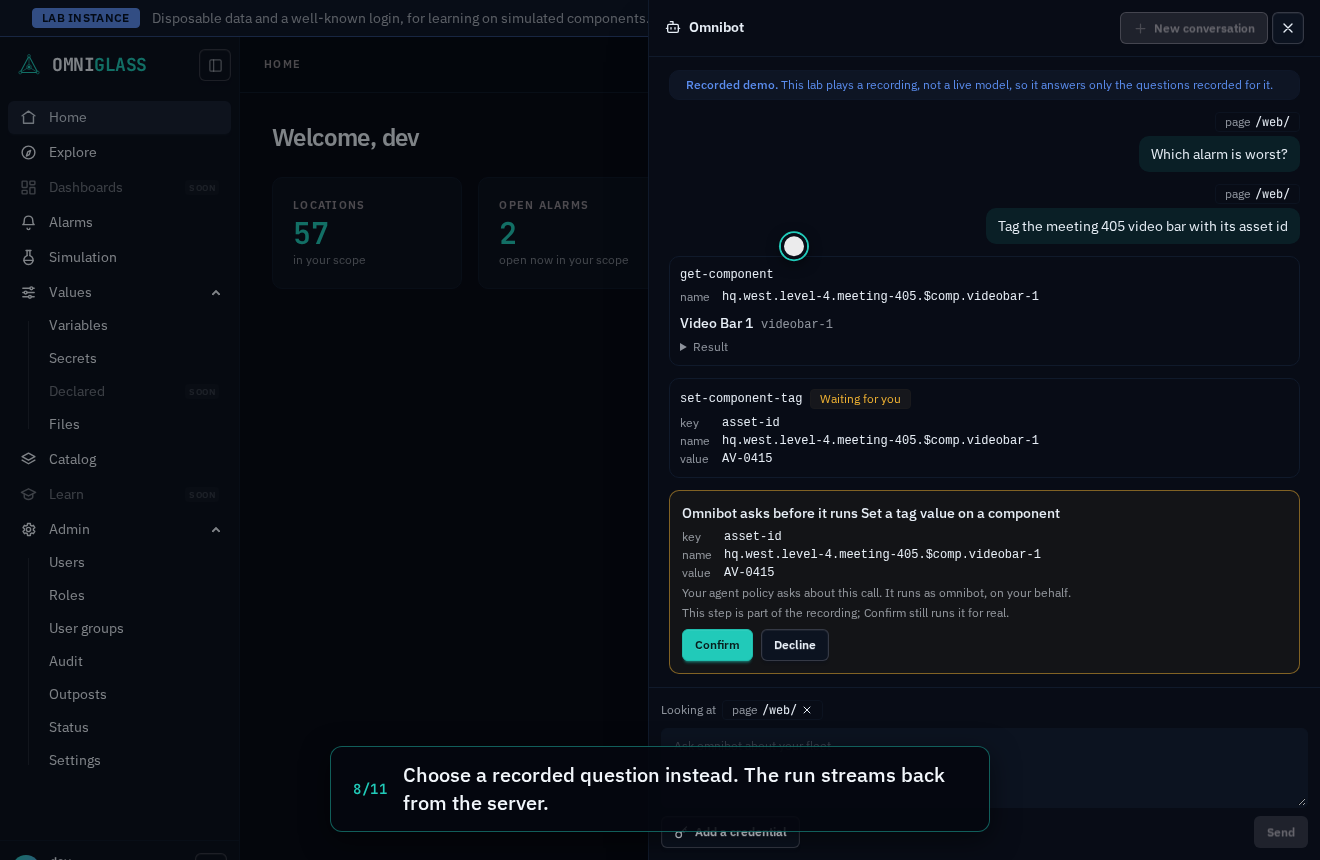 LAB INSTANCE Disposable data and a well-known login, for learning on simulated components.
OMNIGLASS
HOME
Home
Explore
Dashboards SOON
Alarms
Simulation
Values
Variables
Secrets
Declared SOON
Files
Catalog
Learn SOON
Admin
Users
Roles
User groups
Audit
Outposts
Status
Settings
Welcome, dev
LOCATIONS
57
in your scope
OPEN ALARMS
2
open now in your scope
Omnibot
New conversation
Recorded demo. This lab plays a recording, not a live model, so it answers only the questions recorded for it.
page /web/
Which alarm is worst?
page /web/
Tag the meeting 405 video bar with its asset id
get-component
name hq.west.level-4.meeting-405.$comp.videobar-1
Video Bar 1 videobar-1
Result
set-component-tag Waiting for you
key asset-id
name hq.west.level-4.meeting-405.$comp.videobar-1
value AV-0415
Omnibot asks before it runs Set a tag value on a component
key asset-id
name hq.west.level-4.meeting-405.$comp.videobar-1
value AV-0415
Your agent policy asks about this call. It runs as omnibot, on your behalf.
This step is part of the recording; Confirm still runs it for real.
Confirm Decline
Looking at page /web/
8/11 Choose a recorded question instead. The run streams back
from the server.
Add a credential
Send